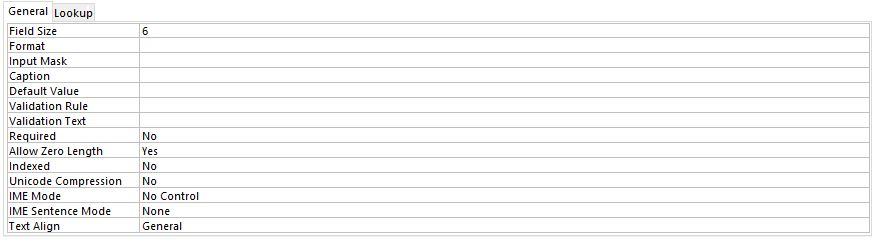 General Lookup
Field Size 6
Format
Input Mask
Caption
Default Value
Validation Rule
Validation Text
Required No
Allow Zero Length Yes
Indexed No
Unicode Compression No
IME Mode No Control
IME Sentence Mode None
Text Align General